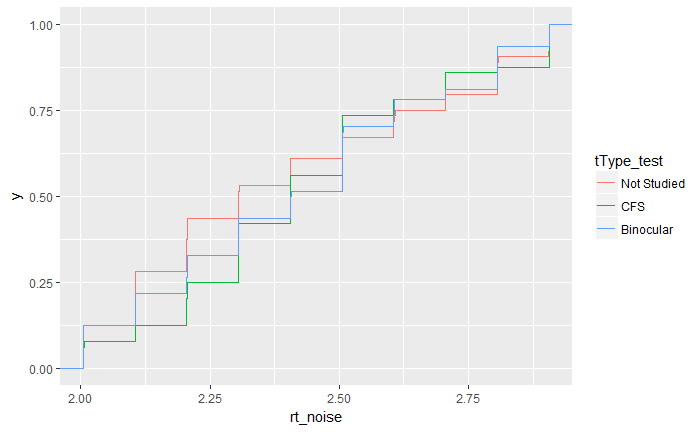 1.00
0.75
0.50
0.25
0.00
y
2.00 2.25 2.50 2.75
rt_noise
tType_test
Not Studied
CFS
Binocular